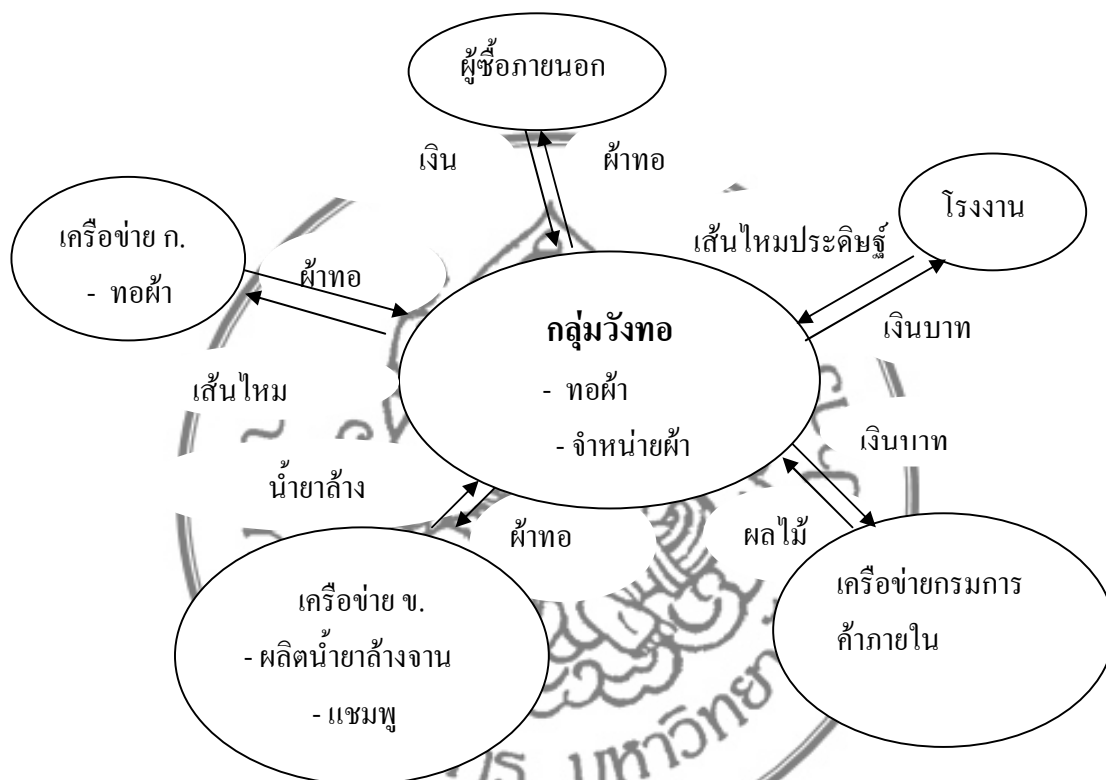 ผู้ซื้อภายนอก
เงิน
ผ้าทอ
โรงงาน
เครือข่าย ก.
- ทอผ้า
ผ้าทอ
เส้นไหมประดิษฐ์
กลุ่มวังทอ
- ทอผ้า
- จำหน่ายผ้า
เงินบาท
เส้นไหม
เงินบาท
น้ำยาล้าง
ผ้าทอ
ผลไม้
เครือข่าย ข.
- ผลิตน้ำยาล้างจาน
- แชมพู
เครือข่ายกรมการ
ค้าภายใน
มหาวิทยา